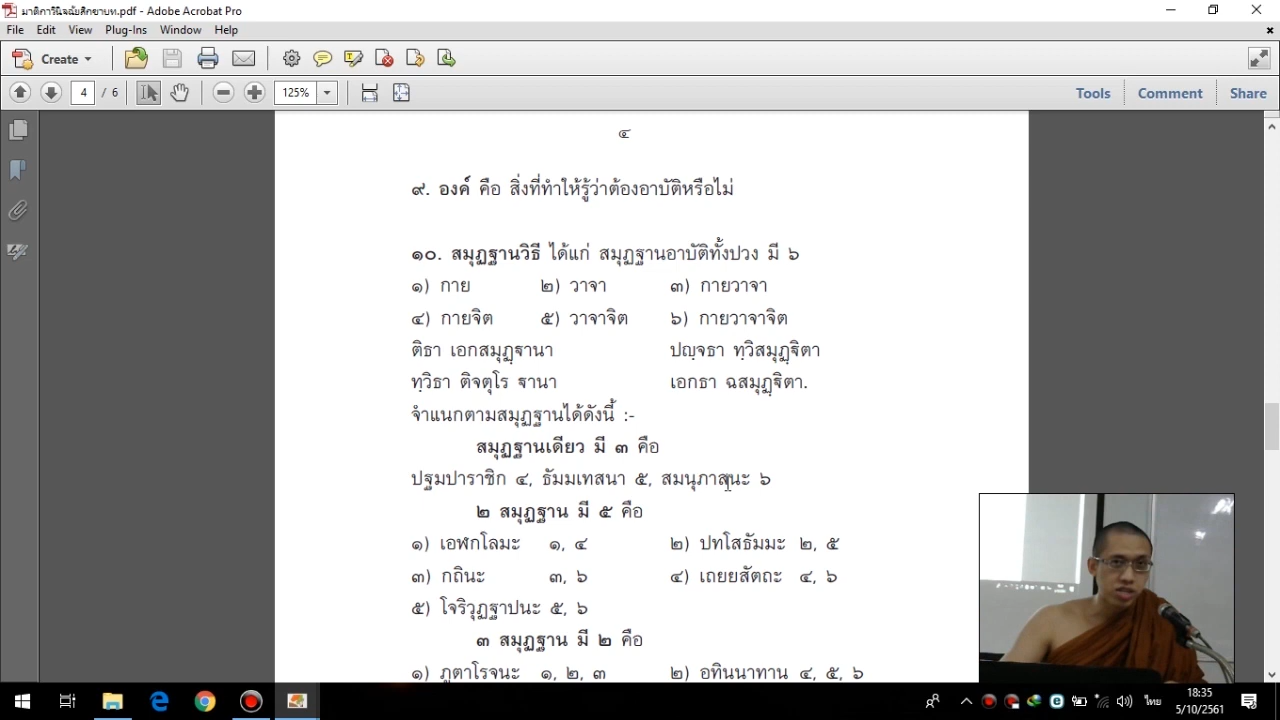 มาติการวินิจฉัยสิกขาบท.pdf - Adobe Acrobat Pro
File Edit View Plug-Ins Window Help
Create
4 / 6 125% Tools Comment Share
๔
๙. องค์ คือ สิ่งที่ทำให้รู้ว่าต้องอาบัติหรือไม่
๑๐. สมุฏฐานวิธี ได้แก่ สมุฏฐานอาบัติทั้งปวง มี ๖
๑) กาย ๒) วาจา ๓) กายวาจา
๔) กายจิต ๕) วาจาจิต ๖) กายวาจาจิต
ติธา เอกสมุฏฺฐานา ปญฺจธา ทฺวิสมุฏฺฐิตา
ทฺวิธา ติจตุโร ฐานา เอกธา ฉสมุฏฺฐิตา.
จำแนกตามสมุฏฐานได้ดังนี้ :-
สมุฏฐานเดียว มี ๓ คือ
ปฐมปาราชิก ๔, ธัมมเทสนา ๕, สมนุภาสนะ ๖
๒ สมุฏฐาน มี ๕ คือ
๑) เอฬกโลมะ ๑, ๔ ๒) ปทโสธัมมะ ๒, ๕
๓) กถินะ ๓, ๖ ๔) เถยยสัตถะ ๔, ๖
๕) โจริวุฏฐาปนะ ๕, ๖
๓ สมุฏฐาน มี ๒ คือ
๑) ภูตาโรจนะ ๑, ๒, ๓ ๒) อทินนาทาน ๔, ๕, ๖
ไทย 18:35
5/10/2561